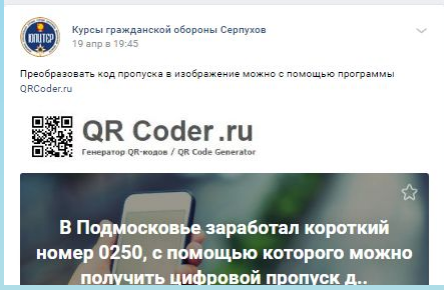 ЮПИТЕР
Курсы гражданской обороны Серпухов
19 апр в 19:45
Преобразовать код пропуска в изображение можно с помощью программы
QRCoder.ru
QR Coder.ru
Генератор QR-кодов / QR Code Generator
В Подмосковье заработал короткий
номер 0250, с помощью которого можно
получить цифровой пропуск д..